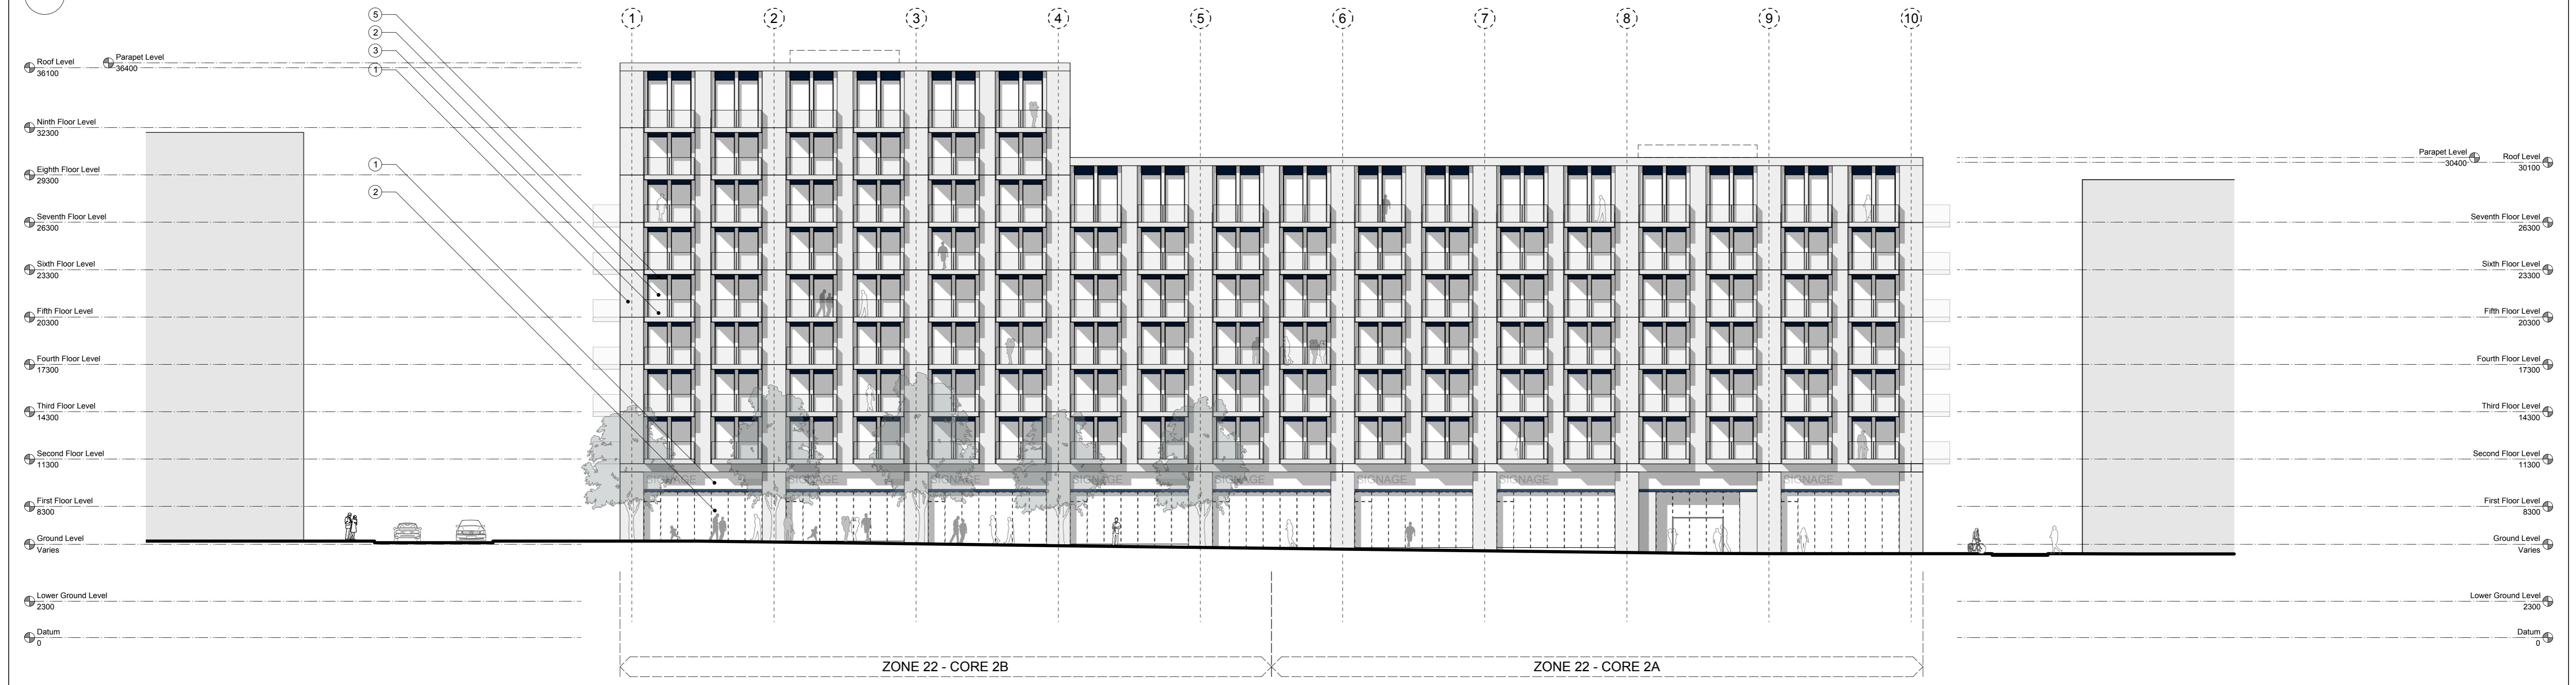 1 2 3 4 5 6 7 8 9 10
5
2
3
1
1
2
Parapet Level
36400
Roof Level
36100
Ninth Floor Level
32300
Eighth Floor Level
29300
Seventh Floor Level
26300
Sixth Floor Level
23300
Fifth Floor Level
20300
Fourth Floor Level
17300
Third Floor Level
14300
Second Floor Level
11300
First Floor Level
8300
Ground Level
Varies
Lower Ground Level
2300
Datum
0
SIGNAGE SIGNAGE SIGNAGE SIGNAGE SIGNAGE SIGNAGE SIGNAGE SIGNAGE
Parapet Level
30400
Roof Level
30100
Seventh Floor Level
26300
Sixth Floor Level
23300
Fifth Floor Level
20300
Fourth Floor Level
17300
Third Floor Level
14300
Second Floor Level
11300
First Floor Level
8300
Ground Level
Varies
Lower Ground Level
2300
Datum
0
ZONE 22 - CORE 2B
ZONE 22 - CORE 2A